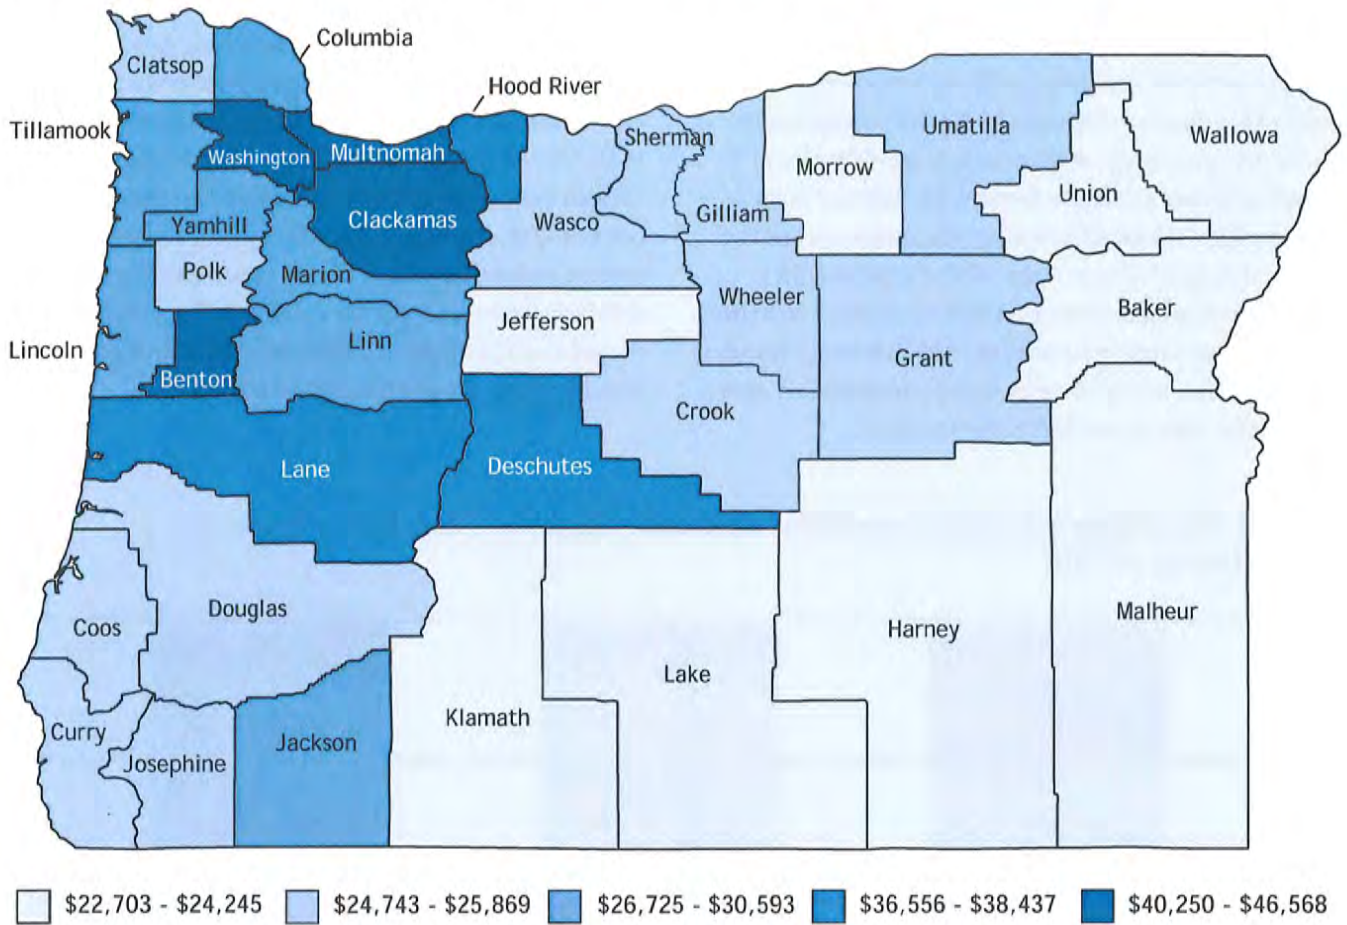 Columbia
Clatsop
Hood River
Tillamook
Washington
Multnomah
Sherman
Umatilla
Wallowa
Morrow
Union
Yamhill
Clackamas
Wasco
Gilliam
Polk
Marion
Wheeler
Baker
Jefferson
Lincoln
Linn
Grant
Benton
Crook
Lane
Deschutes
Douglas
Coos
Harney
Malheur
Lake
Klamath
Curry
Jackson
Josephine
$22,703 - $24,245 $24,743 - $25,869 $26,725 - $30,593 $36,556 - $38,437 $40,250 - $46,568